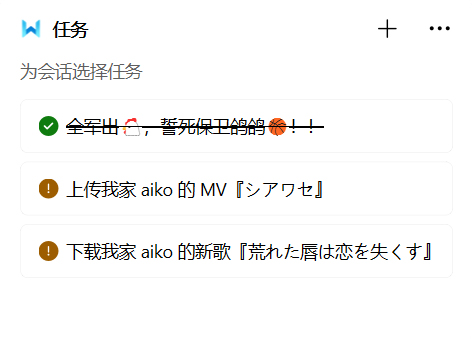 任务
为会话选择任务
全军出🐔，誓死保卫鸽鸽🏀！！
上传我家 aiko 的 MV『シアワセ』
下载我家 aiko 的新歌『荒れた唇は恋を失くす』